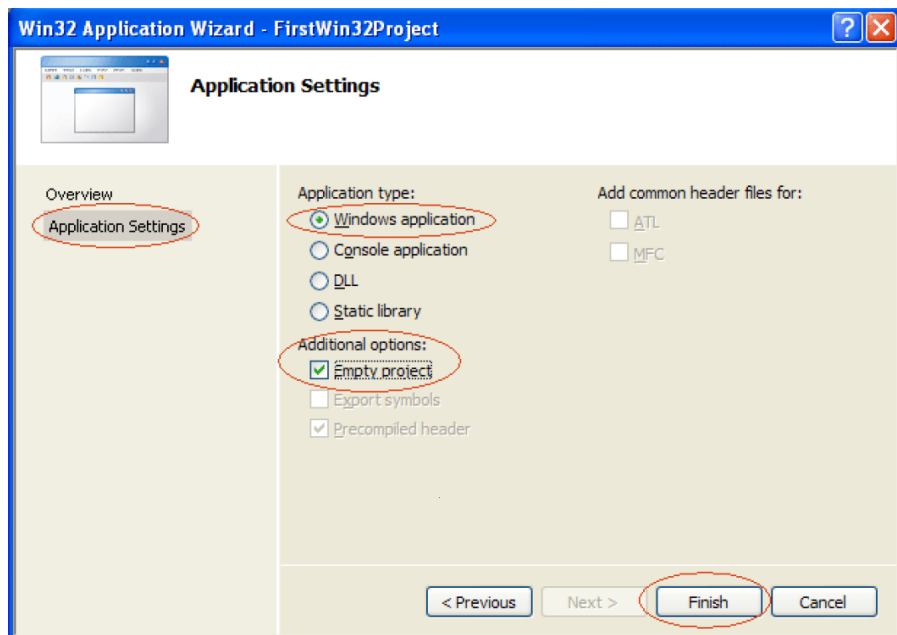 Win32 Application Wizard - FirstWin32Project
Application Settings
Overview
Application Settings
Application type:
Windows application
Console application
DLL
Static library
Additional options:
Empty project
Export symbols
Precompiled header
Add common header files for:
ATL
MFC
< Previous
Next >
Finish
Cancel